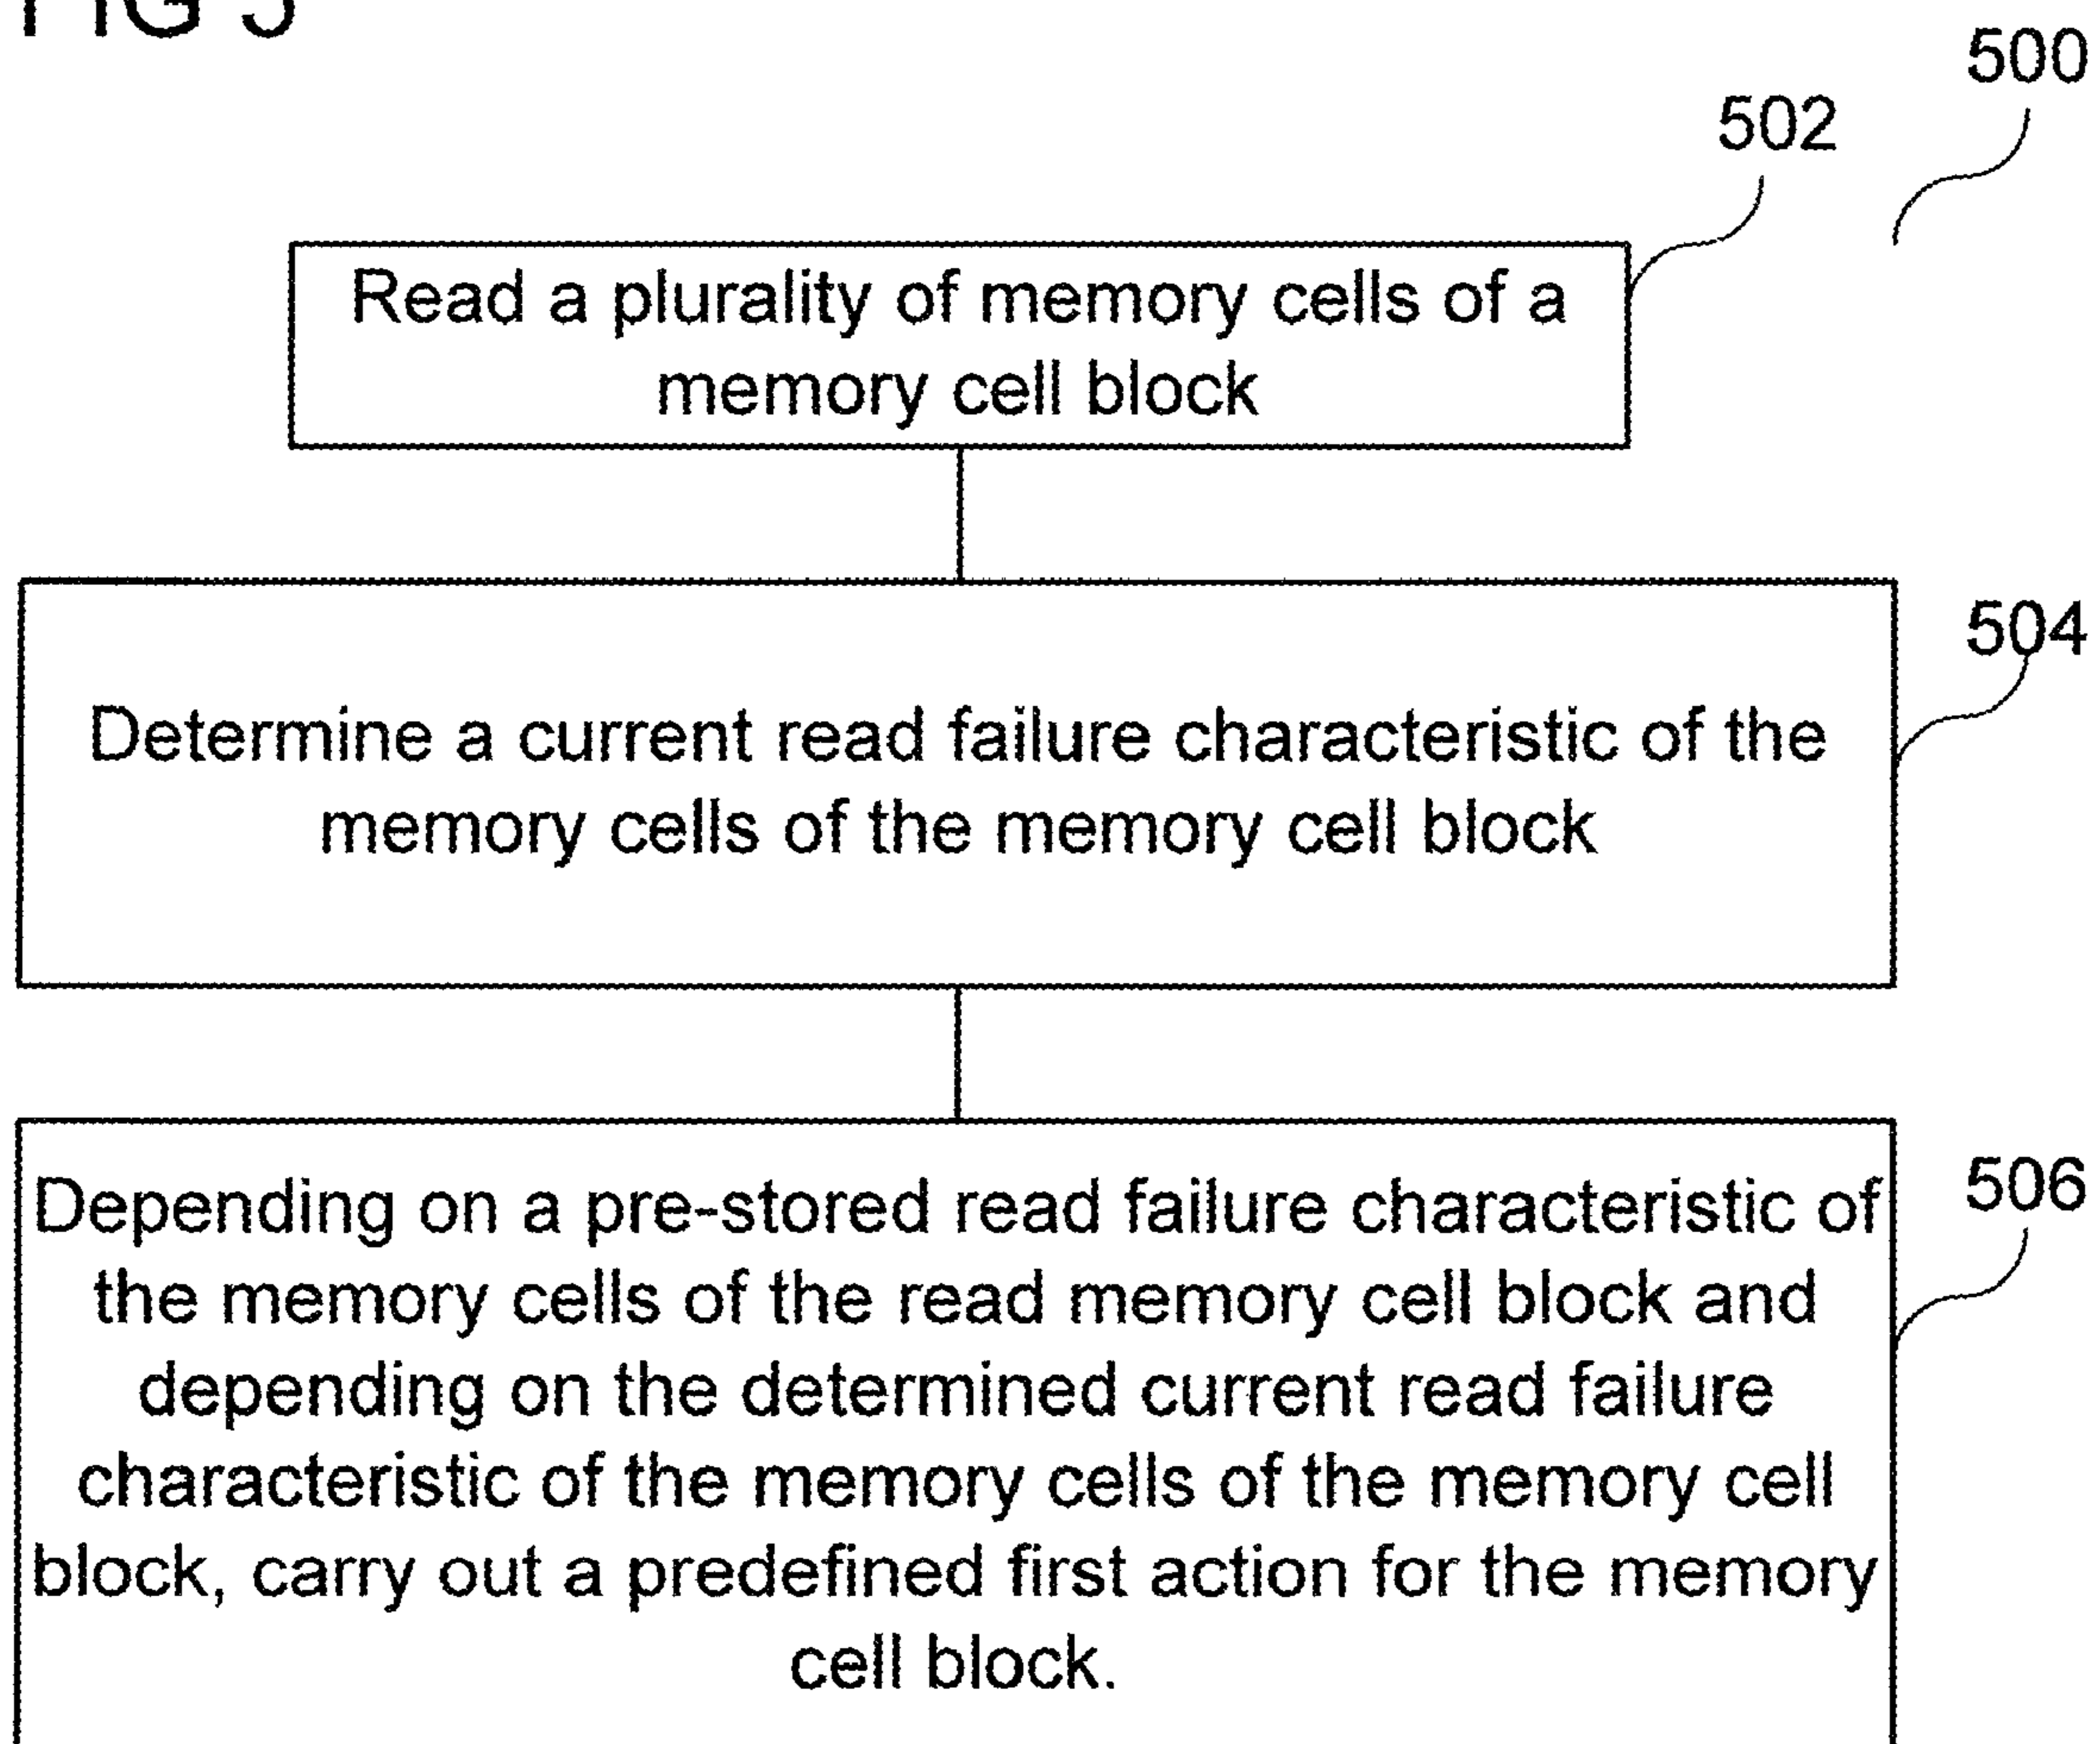 FIG 5
500
502
Read a plurality of memory cells of a
memory cell block
504
Determine a current read failure characteristic of the
memory cells of the memory cell block
506
Depending on a pre-stored read failure characteristic of
the memory cells of the read memory cell block and
depending on the determined current read failure
characteristic of the memory cells of the memory cell
block, carry out a predefined first action for the memory
cell block.